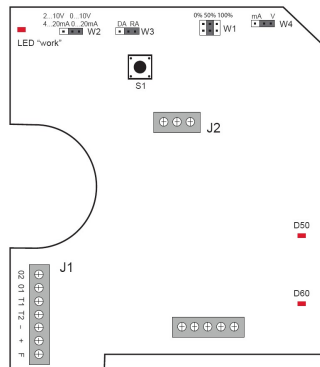 2...10V 0...10V
4...20mA 0...20mA
W2
DA RA
W3
0% 50% 100%
W1
mA V
W4
LED "work"
S1
J2
D50
D60
J1
02
01
T1
T2
-
+
F